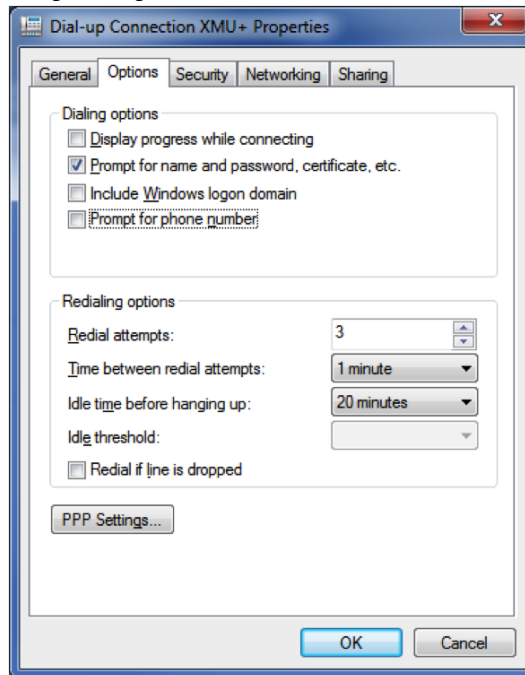 Dial-up Connection XMU+ Properties
General Options Security Networking Sharing
Dialing options
Display progress while connecting
Prompt for name and password, certificate, etc.
Include Windows logon domain
Prompt for phone number
Redialing options
Redial attempts: 3
Time between redial attempts: 1 minute
Idle time before hanging up: 20 minutes
Idle threshold:
Redial if line is dropped
PPP Settings...
OK Cancel